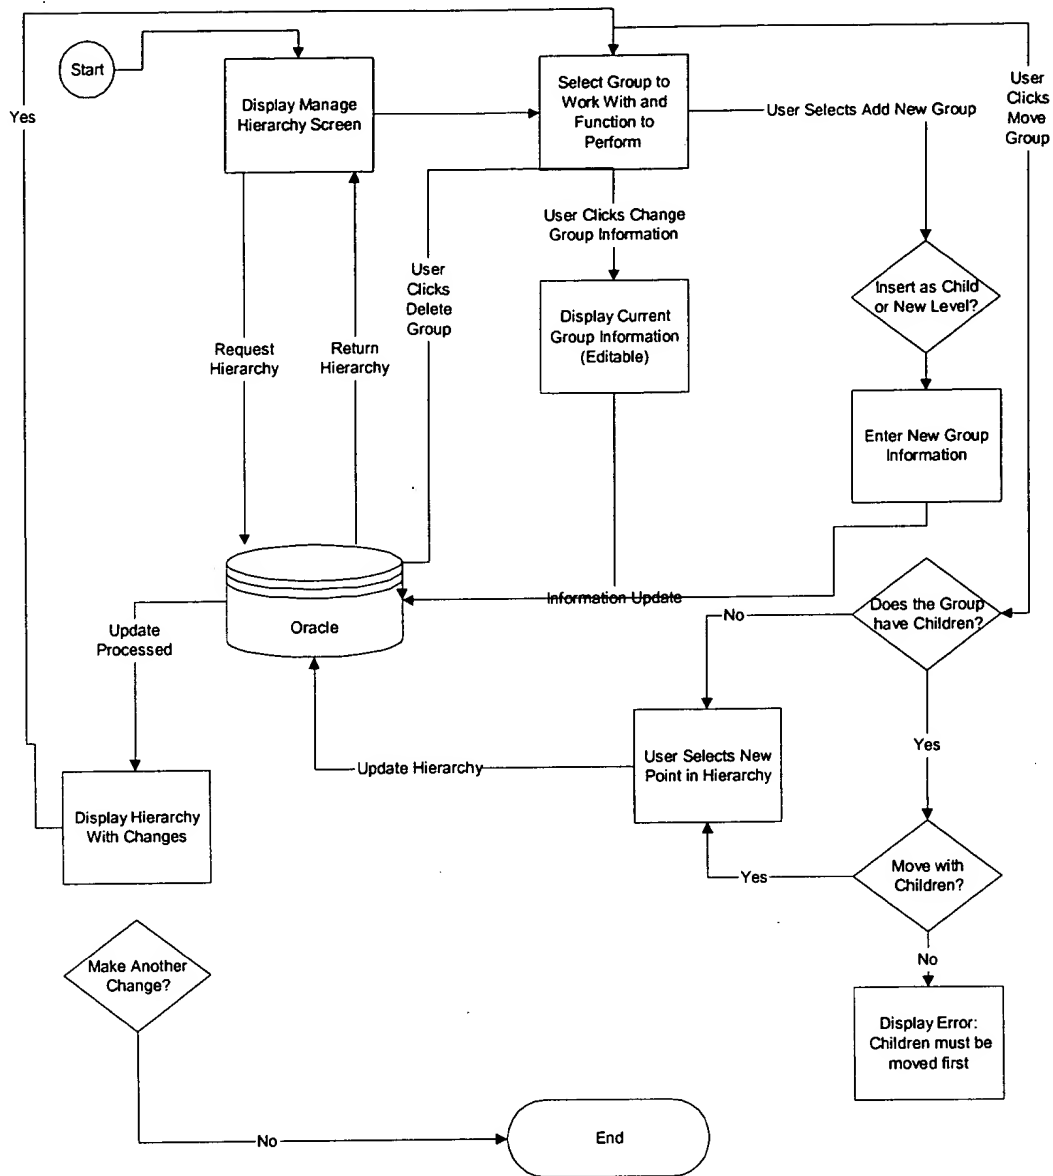 Start
Display Manage
Hierarchy Screen
Select Group to
Work With and
Function to
Perform
User Selects Add New Group
User
Clicks
Move
Group
Yes
User Clicks Change
Group Information
User
Clicks
Delete
Group
Insert as Child
or New Level?
Display Current
Group Information
(Editable)
Request
Hierarchy
Return
Hierarchy
Enter New Group
Information
Information Update
Oracle
Does the Group
have Children?
No
Update
Processed
Yes
User Selects New
Point in Hierarchy
Update Hierarchy
Display Hierarchy
With Changes
Move with
Children?
Yes
No
Make Another
Change?
Display Error:
Children must be
moved first
No
End